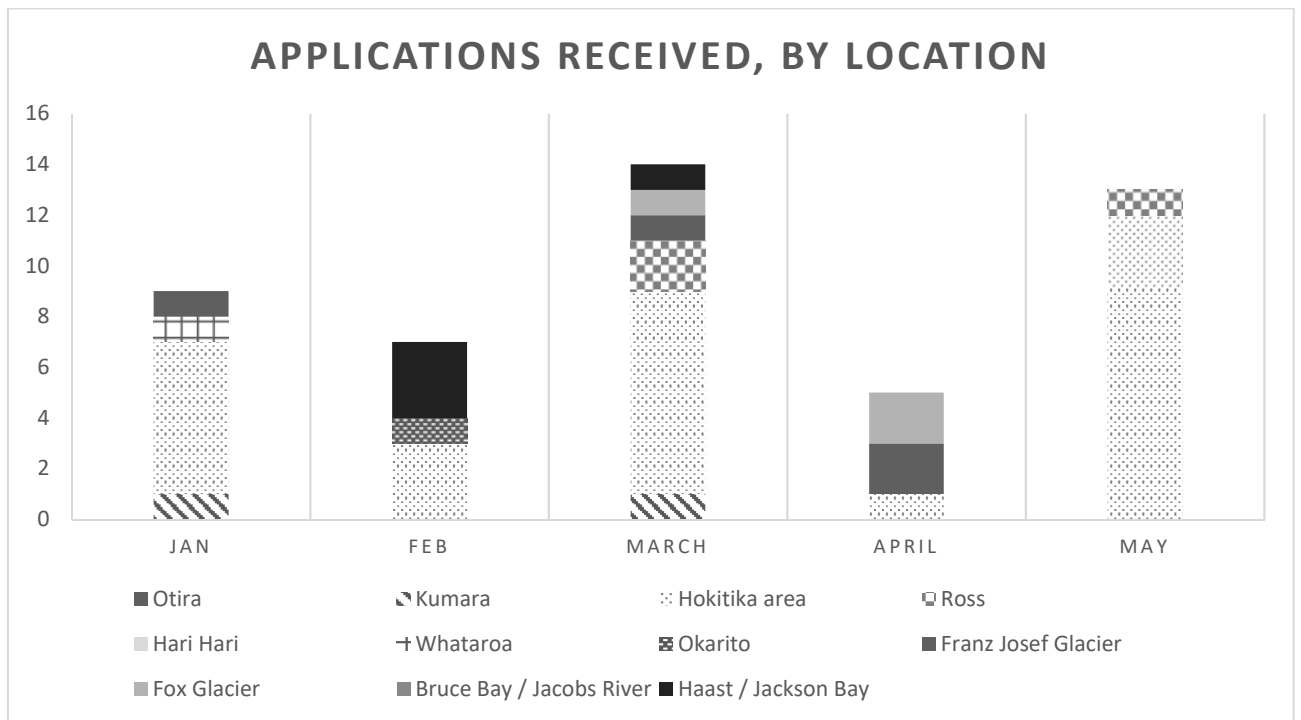 APPLICATIONS RECEIVED, BY LOCATION
16
14
12
10
8
6
4
2
0
JAN FEB MARCH APRIL MAY
Otira Kumara Hokitika area Ross
Hari Hari Whataroa Okarito Franz Josef Glacier
Fox Glacier Bruce Bay / Jacobs River Haast / Jackson Bay